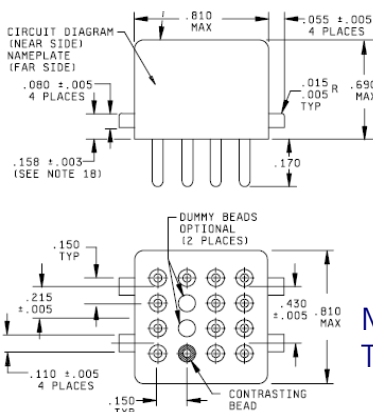 .810
MAX
.055 ±.005
4 PLACES
CIRCUIT DIAGRAM
(NEAR SIDE)
NAMEPLATE
(FAR SIDE)
.080 ±.005
4 PLACES
.015
.005 R
TYP
.690
MAX
.158 ±.003
(SEE NOTE 18)
.170
DUMMY BEADS
OPTIONAL
(2 PLACES)
.150
TYP
.215
±.005
.430
±.005
.810
MAX
.110 ±.005
4 PLACES
.150
TYP
CONTRASTING
BEAD